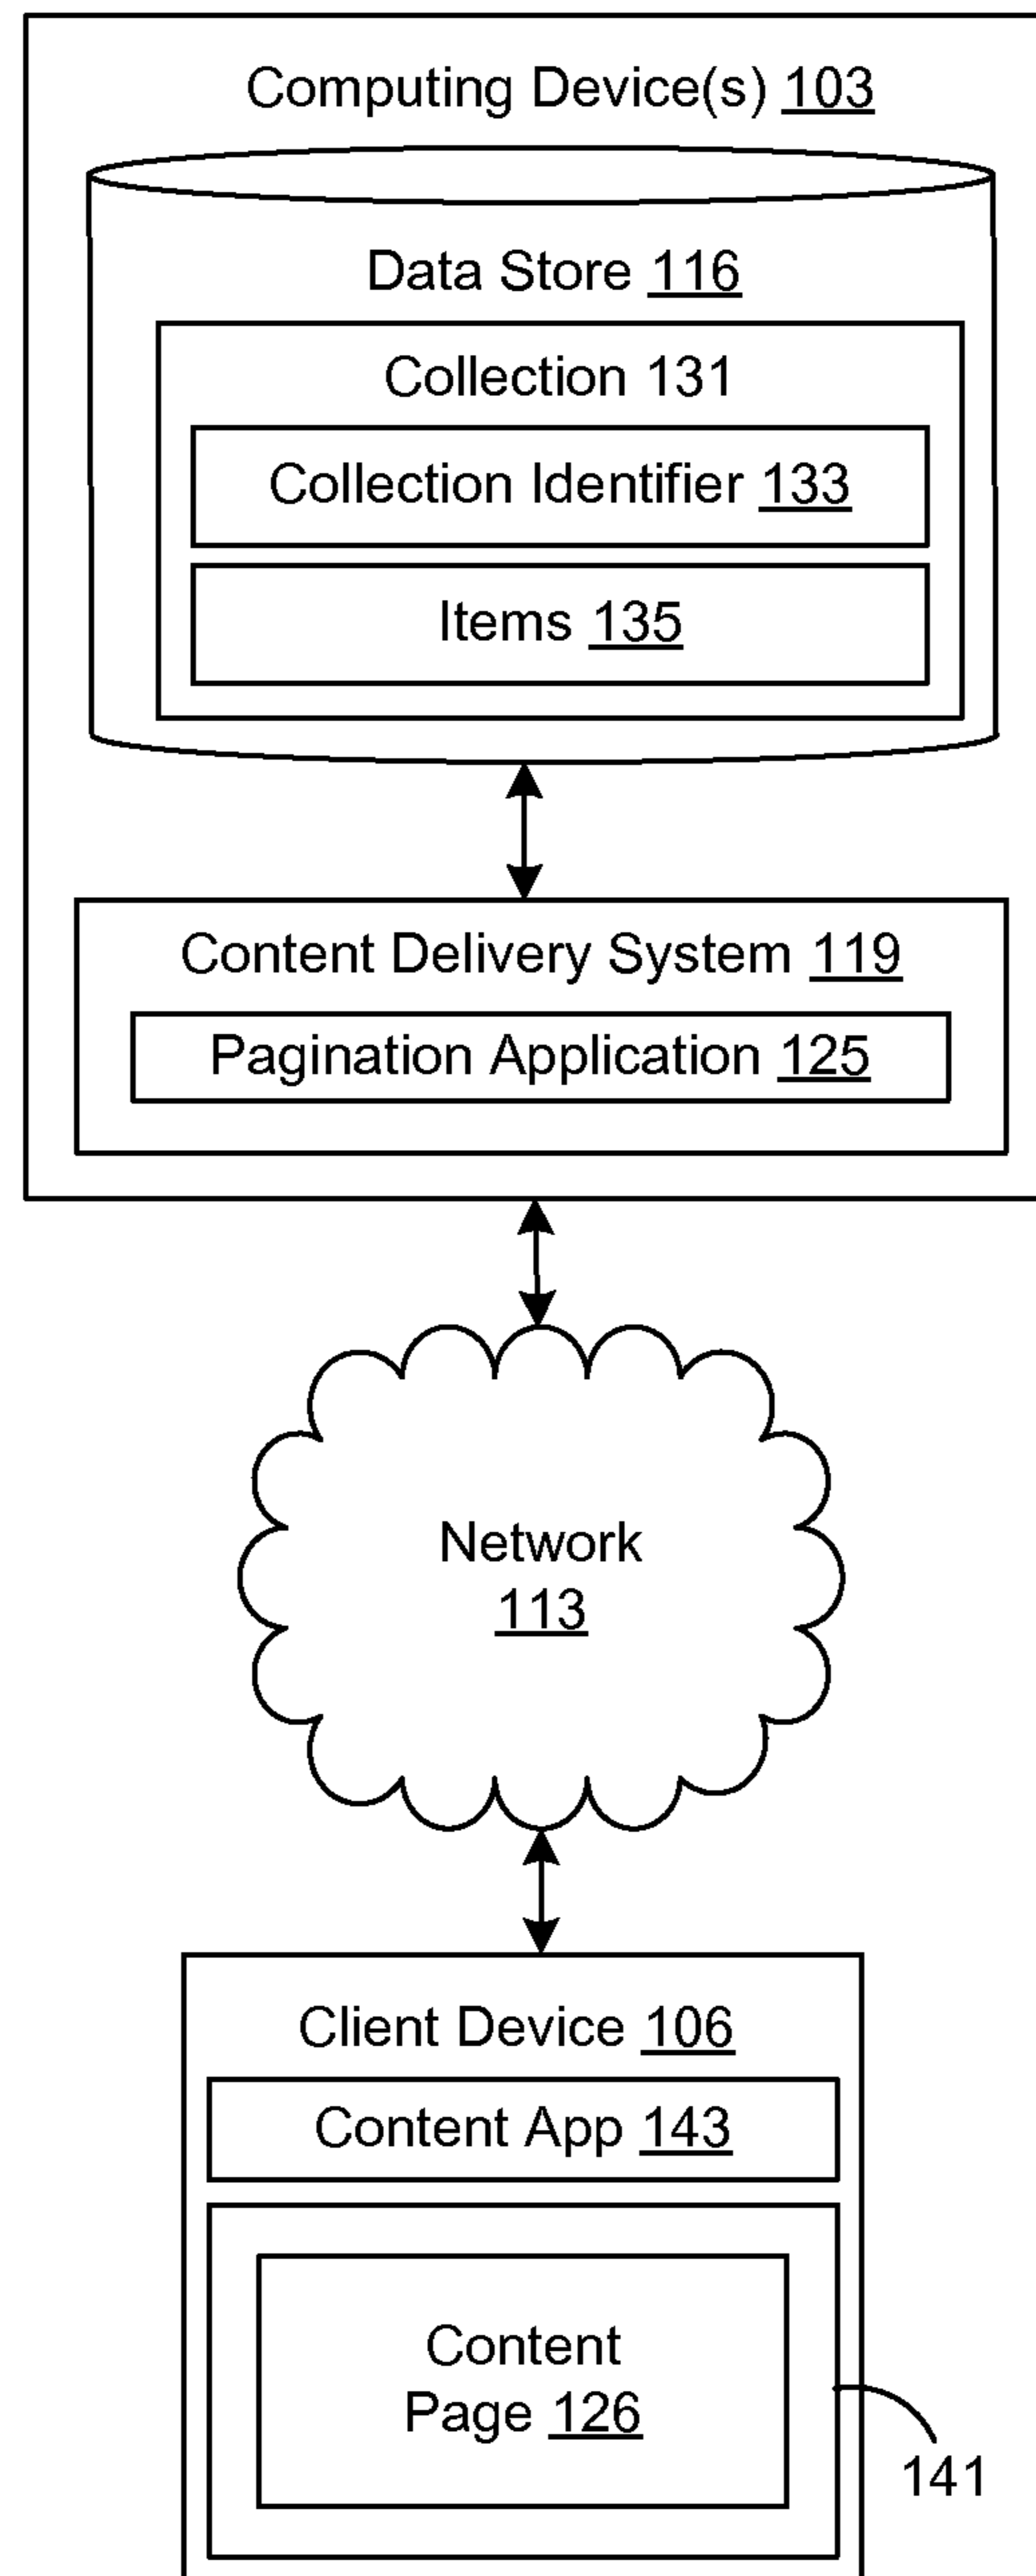 Computing Device(s) 103
Data Store 116
Collection 131
Collection Identifier 133
Items 135
Content Delivery System 119
Pagination Application 125
Network
113
Client Device 106
Content App 143
Content
Page 126
141